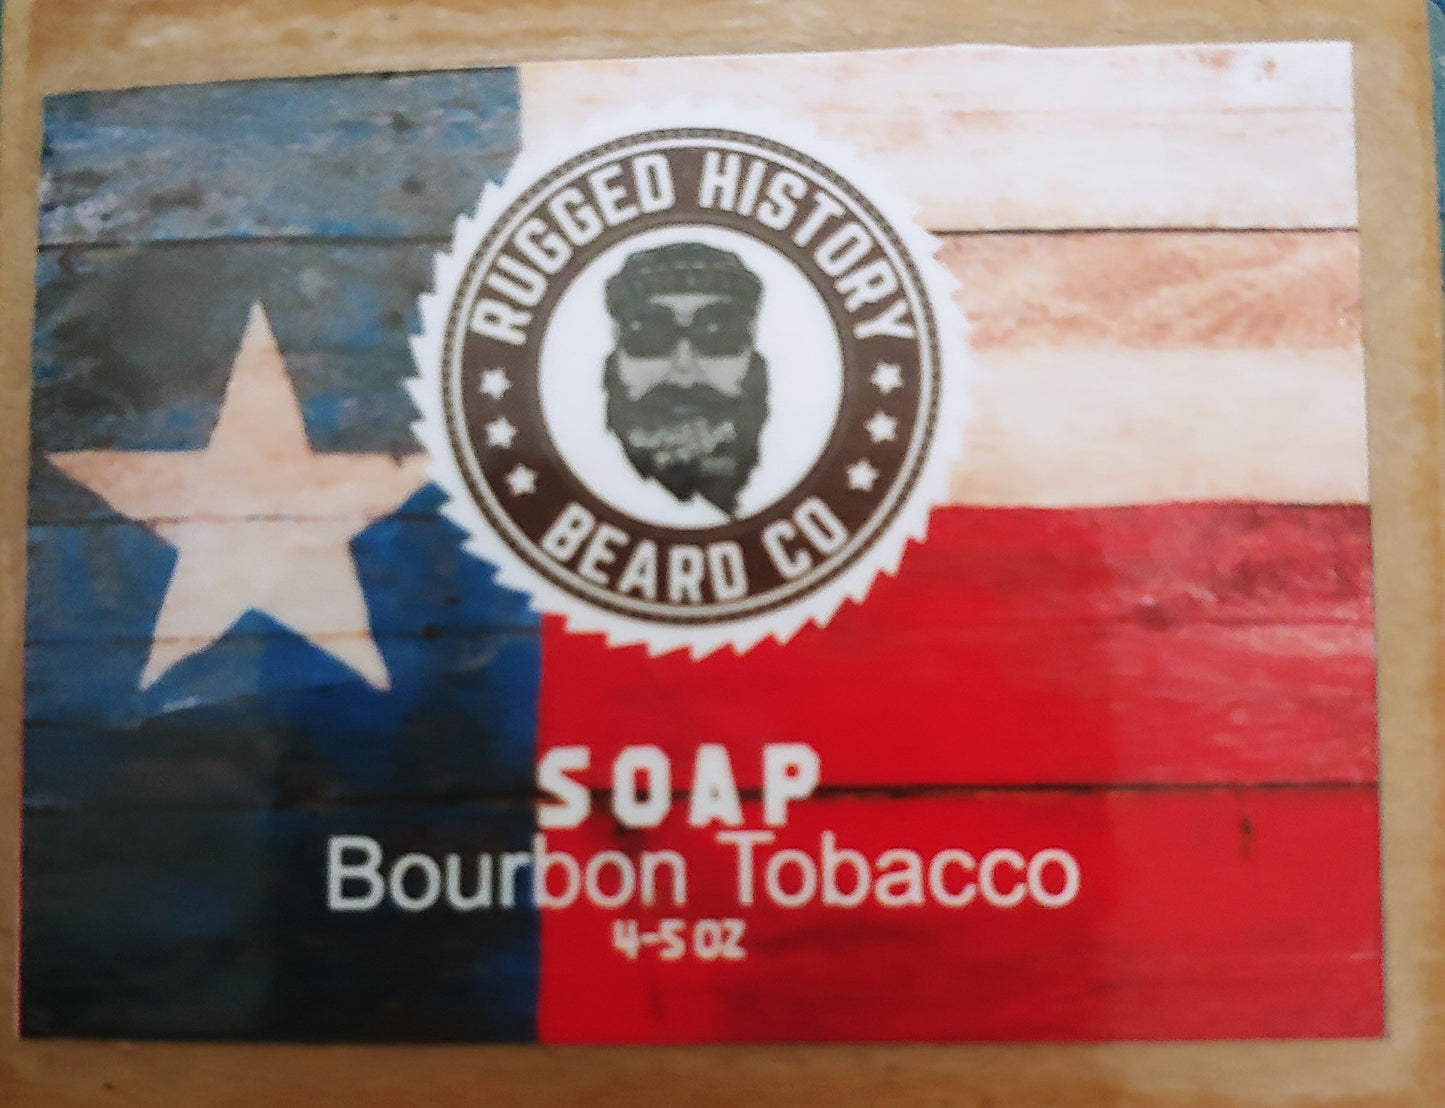 RUGGED HISTORY
BEARD CO
SOAP
Bourbon Tobacco
4-5 OZ